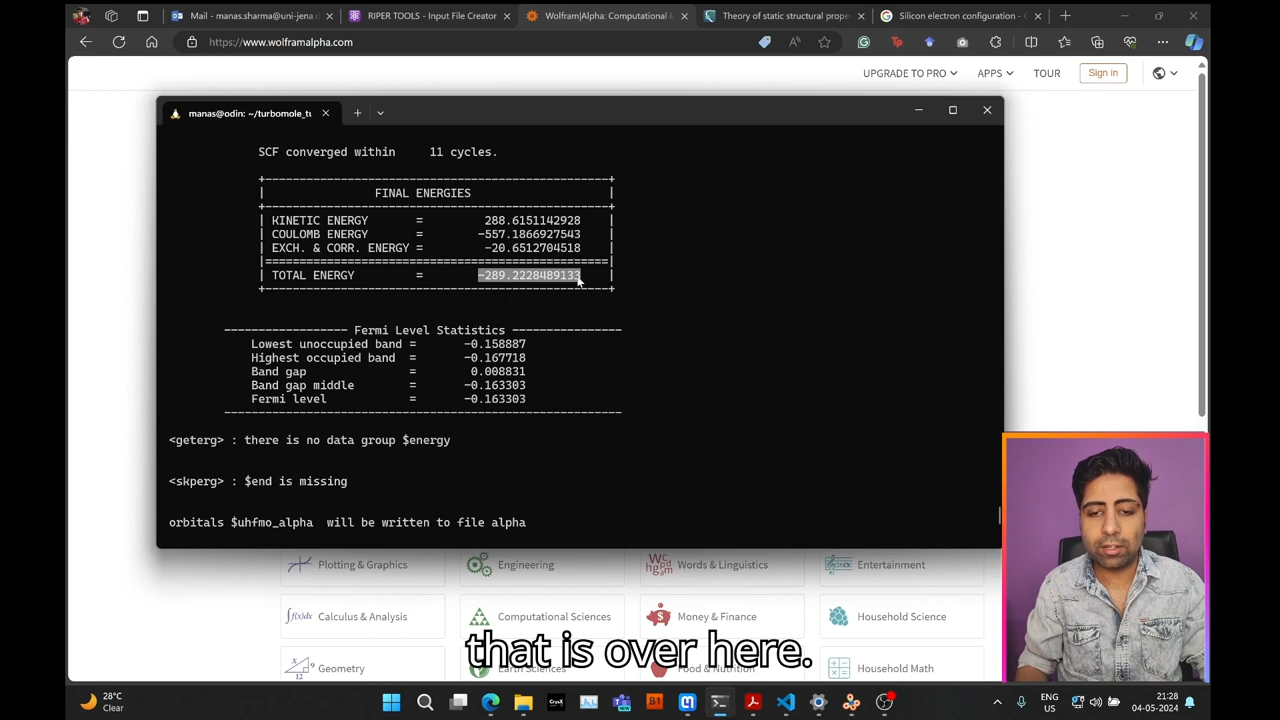 Mail - manas.sharma@uni-jena.d
RIPER TOOLS - Input File Creator
Wolfram|Alpha: Computational I
Theory of static structural proper
Silicon electron configuration - G
https://www.wolframalpha.com
UPGRADE TO PRO
APPS
TOUR
Sign in
manas@odin: ~/turbomole_tu
SCF converged within 11 cycles.
+--------------------------------------------------+
| FINAL ENERGIES |
+--------------------------------------------------+
| KINETIC ENERGY = 288.6151142928 |
| COULOMB ENERGY = -557.1866927543 |
| EXCH. & CORR. ENERGY = -20.6512704518 |
|==================================================|
| TOTAL ENERGY = -289.2228489133 |
+--------------------------------------------------+
------------------ Fermi Level Statistics ----------------
Lowest unoccupied band = -0.158887
Highest occupied band = -0.167718
Band gap = 0.008831
Band gap middle = -0.163303
Fermi level = -0.163303
----------------------------------------------------------
<geterg> : there is no data group $energy
<skperg> : $end is missing
orbitals $uhfmo_alpha will be written to file alpha
Plotting & Graphics
Engineering
Words & Linguistics
Entertainment
Calculus & Analysis
Computational Sciences
Money & Finance
Household Science
Geometry
Earth Sciences
Food & Nutrition
Household Math
that is over here.
28°C
Clear
ENG
US
21:28
04-05-2024